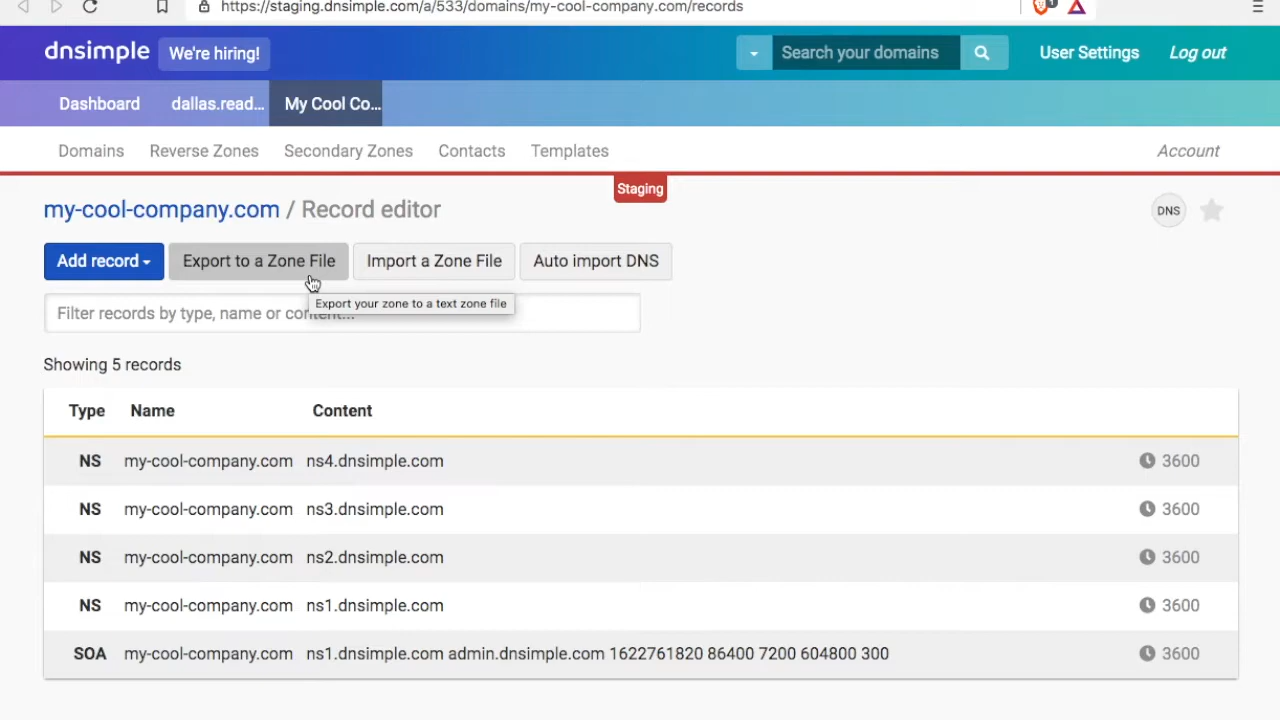 https://staging.dnsimple.com/a/533/domains/my-cool-company.com/records
1
dnsimple We're hiring! Search your domains User Settings Log out
Dashboard dallas.read... My Cool Co...
Domains Reverse Zones Secondary Zones Contacts Templates Account
Staging
my-cool-company.com / Record editor DNS
Add record Export to a Zone File Import a Zone File Auto import DNS
Export your zone to a text zone file
Filter records by type, name or content...
Showing 5 records
Type Name Content
NS my-cool-company.com ns4.dnsimple.com 3600
NS my-cool-company.com ns3.dnsimple.com 3600
NS my-cool-company.com ns2.dnsimple.com 3600
NS my-cool-company.com ns1.dnsimple.com 3600
SOA my-cool-company.com ns1.dnsimple.com admin.dnsimple.com 1622761820 86400 7200 604800 300 3600